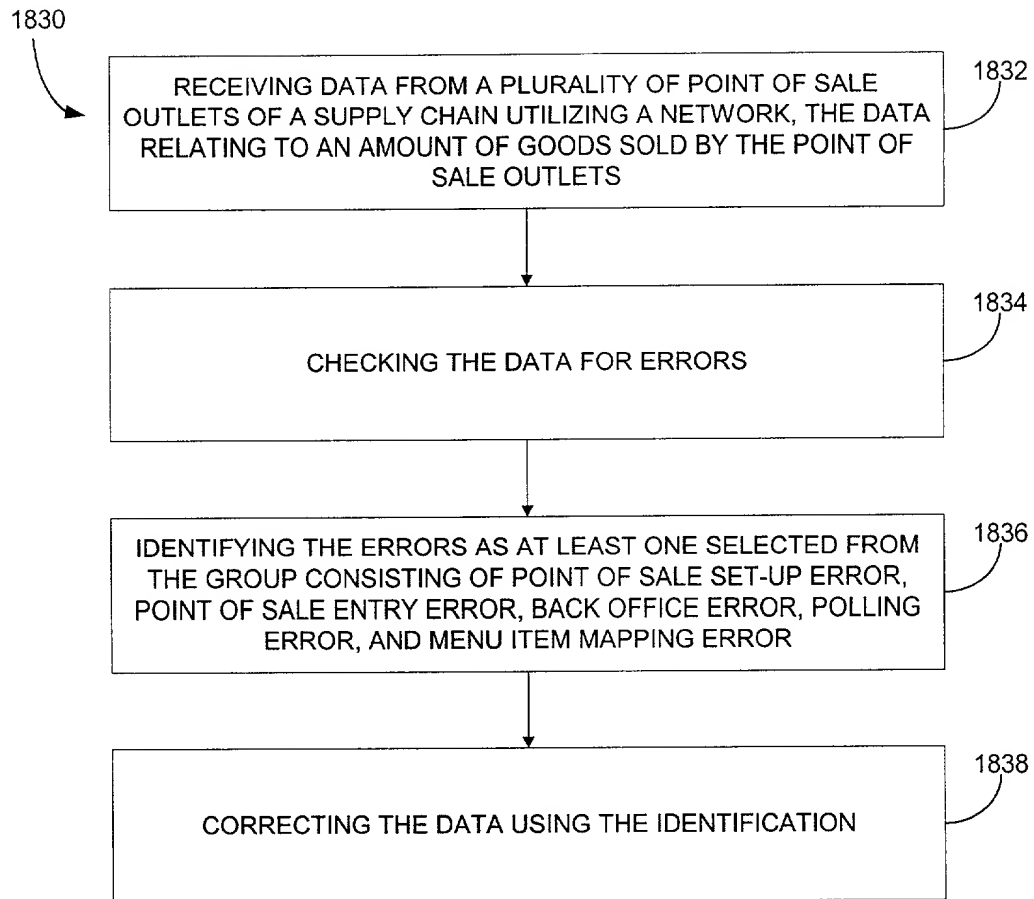 1830
RECEIVING DATA FROM A PLURALITY OF POINT OF SALE
OUTLETS OF A SUPPLY CHAIN UTILIZING A NETWORK, THE DATA
RELATING TO AN AMOUNT OF GOODS SOLD BY THE POINT OF
SALE OUTLETS
1832
CHECKING THE DATA FOR ERRORS
1834
IDENTIFYING THE ERRORS AS AT LEAST ONE SELECTED FROM
THE GROUP CONSISTING OF POINT OF SALE SET-UP ERROR,
POINT OF SALE ENTRY ERROR, BACK OFFICE ERROR, POLLING
ERROR, AND MENU ITEM MAPPING ERROR
1836
CORRECTING THE DATA USING THE IDENTIFICATION
1838